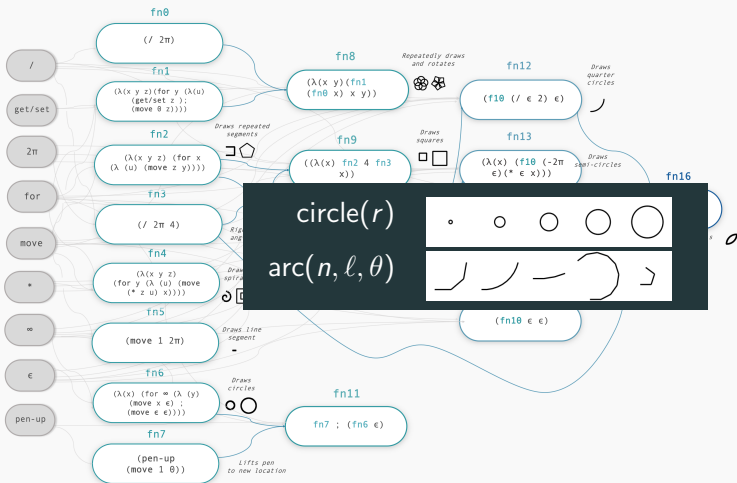 /
get/set
2π
for
move
*
∞
ϵ
pen-up
fn0
(/ 2π)
fn1
(λ(x y z)(for y (λ(u)
(get/set z );
(move 0 z))))
fn2
(λ(x y z) (for x
(λ (u) (move z y))))
Draws repeated
segments
fn3
(/ 2π 4)
fn4
(λ(x y z)
(for y (λ (u) (move
(* z u) x))))
fn5
(move 1 2π)
Draws line
segment
fn6
(λ(x) (for ∞ (λ (y)
(move x ϵ) ;
(move ϵ ϵ))))
Draws
circles
fn7
(pen-up
(move 1 0))
Lifts pen
to new location
fn8
(λ(x y)(fn1
(fn0 x) x y))
Repeatedly draws
and rotates
fn9
((λ(x) fn2 4 fn3
x))
Draws
squares
fn11
fn7 ; (fn6 ϵ)
fn12
(f10 (/ ϵ 2) ϵ)
Draws
quarter
circles
fn13
(λ(x) (f10 (-2π
ϵ)(* ϵ x)))
Draws
semi-circles
(fn10 ϵ ϵ)
fn16
circle(r)
arc(n, ℓ, θ)